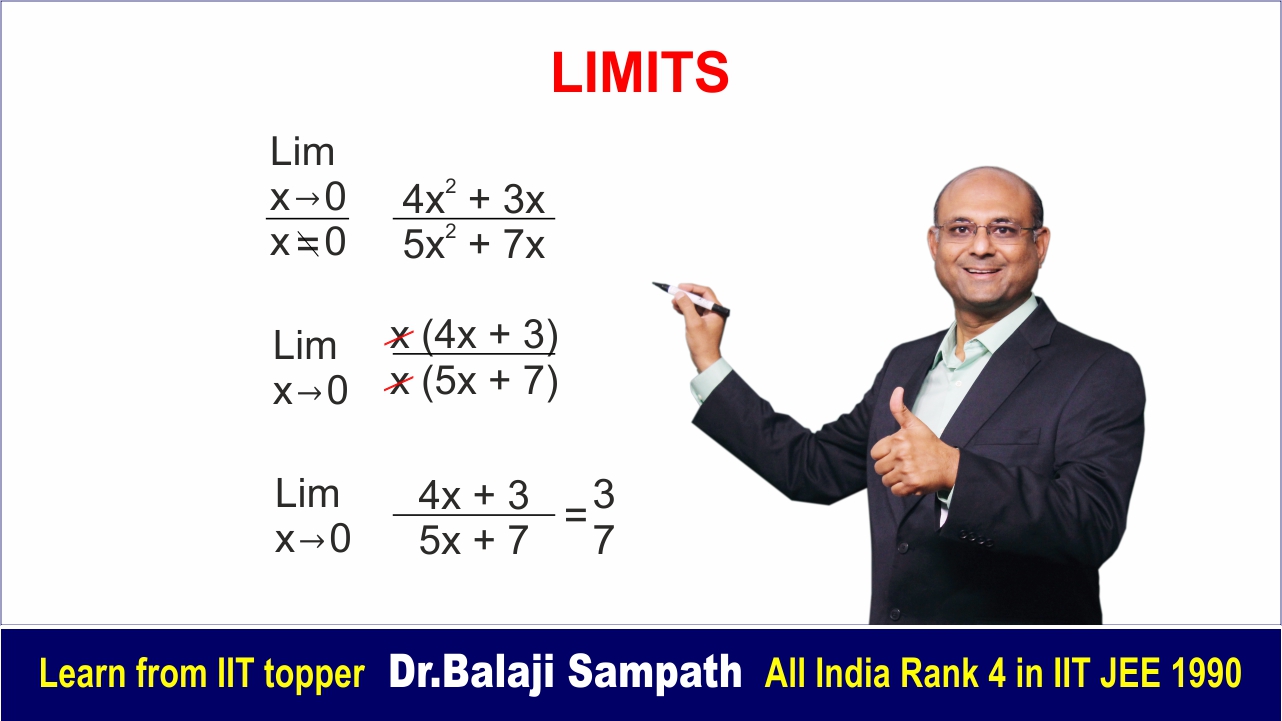 LIMITS
Lim
x→0
x≠0
4x² + 3x
5x² + 7x
Lim
x→0
x (4x + 3)
x (5x + 7)
Lim
x→0
4x + 3
5x + 7
=
3
7
Learn from IIT topper Dr.Balaji Sampath All India Rank 4 in IIT JEE 1990